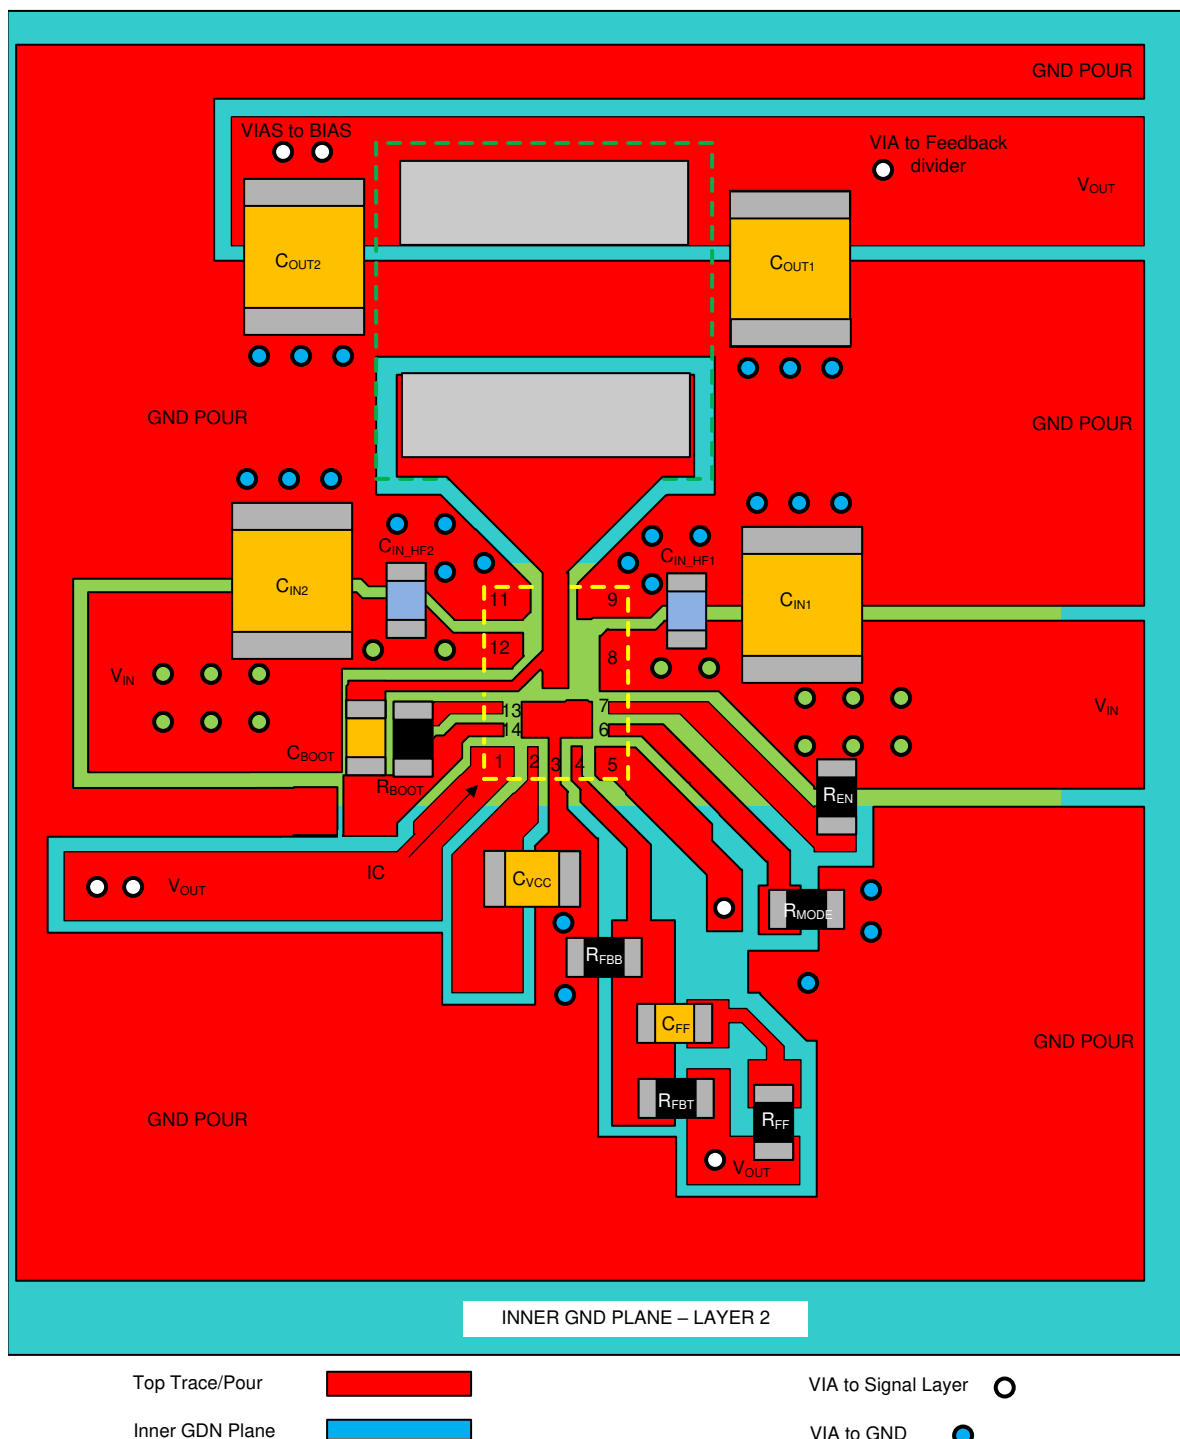 GND POUR
VIAS to BIAS
VIA to Feedback
divider
VOUT
COUT2
COUT1
GND POUR
GND POUR
CIN_HF2
CIN_HF1
CIN2
CIN1
11
9
12
8
VIN
VIN
13
7
14
6
CBOOT
1
2
3
4
5
RBOOT
REN
IC
VOUT
CVCC
RMODE
RFBB
CFF
GND POUR
RFBT
GND POUR
RFF
VOUT
INNER GND PLANE – LAYER 2
Top Trace/Pour
VIA to Signal Layer
Inner GDN Plane
VIA to GND